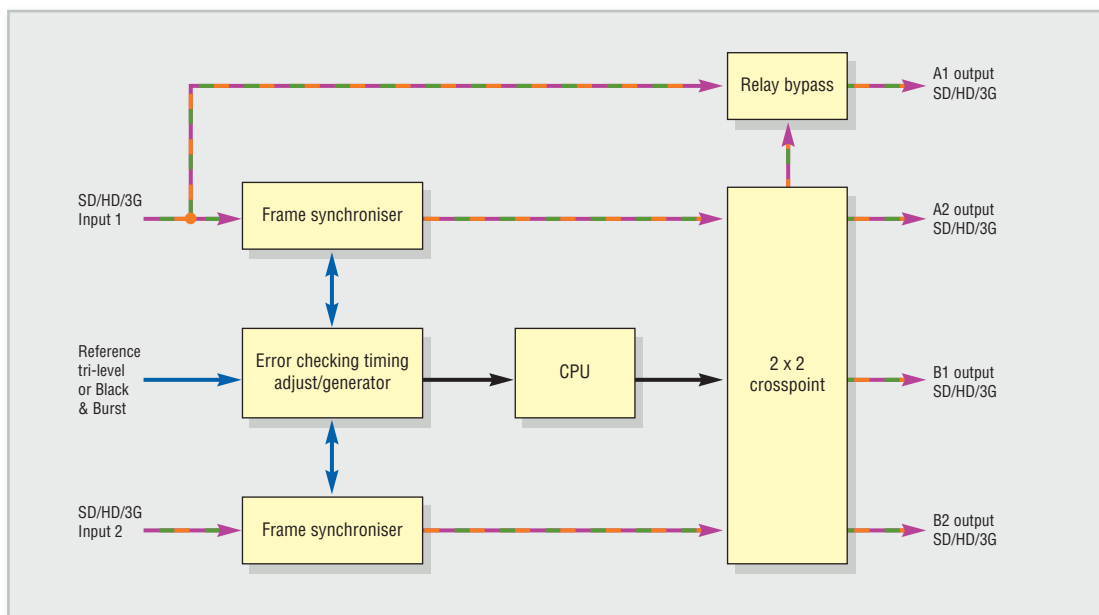 Relay bypass
A1 output
SD/HD/3G
SD/HD/3G
Input 1
Frame synchroniser
A2 output
SD/HD/3G
Reference
tri-level
or Black
& Burst
Error checking timing
adjust/generator
CPU
2 x 2
crosspoint
B1 output
SD/HD/3G
SD/HD/3G
Input 2
Frame synchroniser
B2 output
SD/HD/3G